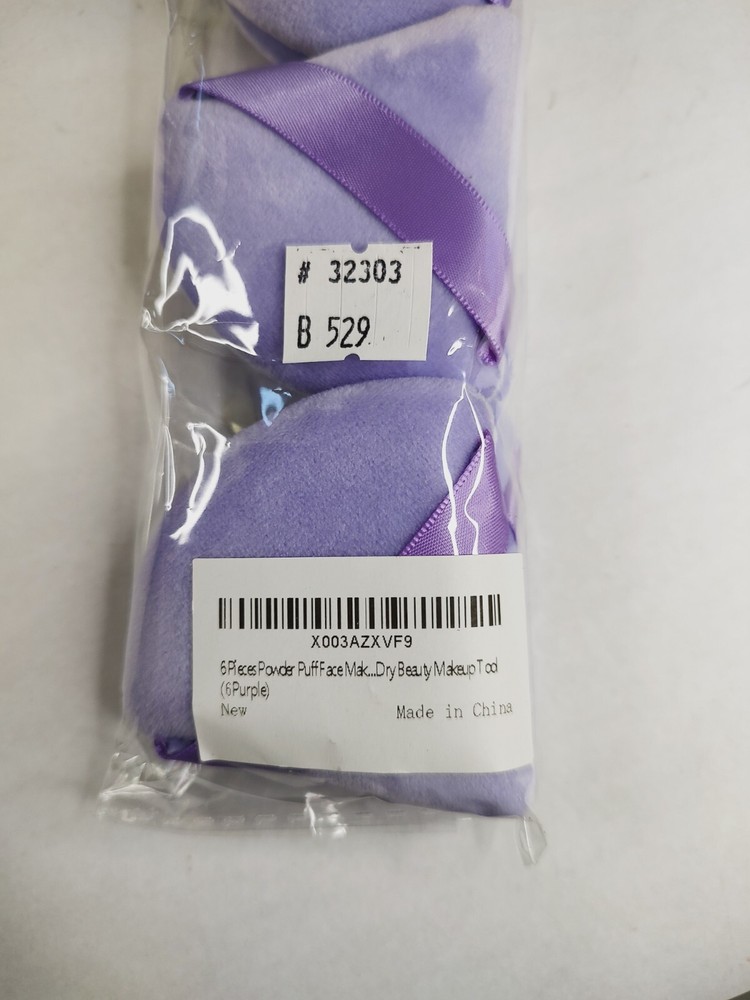 # 32303
B 529
X003AZXVF9
6 Pieces Powder Puff Face Mak...Dry Beauty Makeup Tool
(6 Purple)
New
Made in China